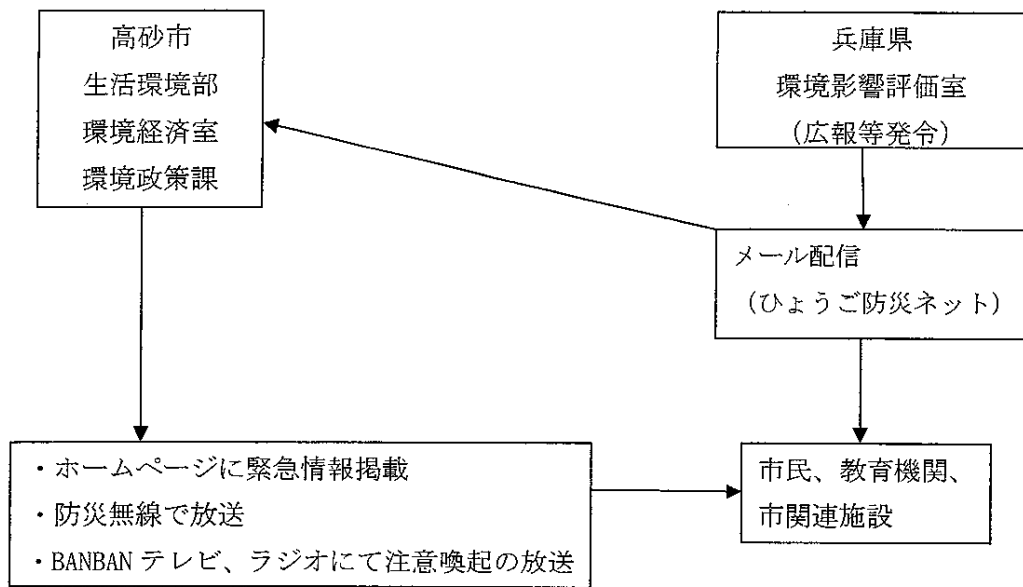 高砂市
生活環境部
環境経済室
環境政策課
兵庫県
環境影響評価室
（広報等発令）
メール配信
（ひょうご防災ネット）
・ホームページに緊急情報掲載
・防災無線で放送
・BANBAN テレビ、ラジオにて注意喚起の放送
市民、教育機関、
市関連施設